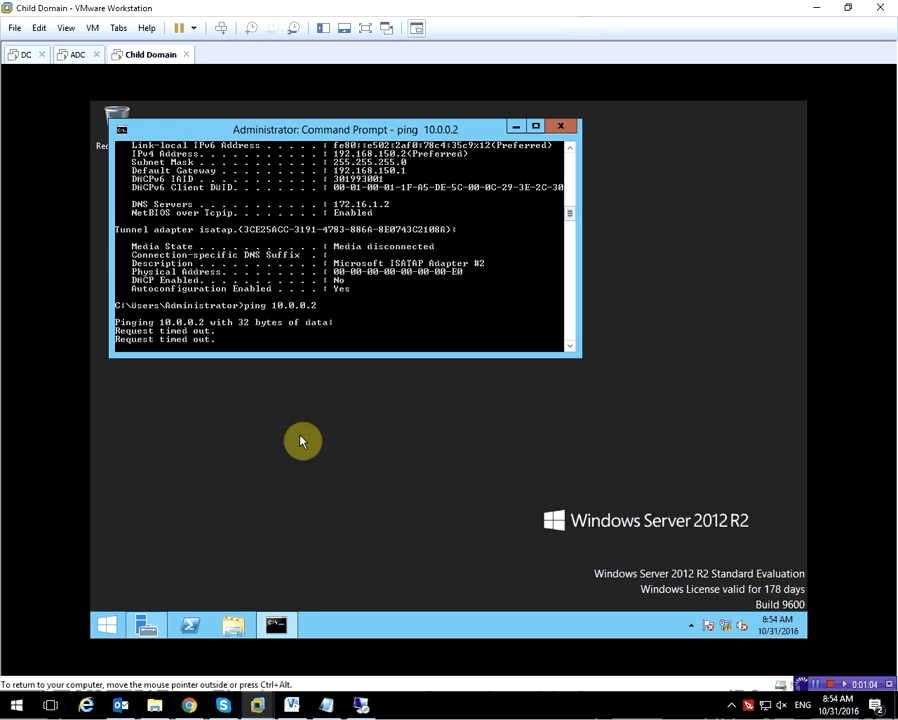 Child Domain - VMware Workstation
File Edit View VM Tabs Help
DC ADC Child Domain
Administrator: Command Prompt - ping 10.0.0.2
Link-local IPv6 Address . . . . . : fe80::e502:2af0:78c4:35c9%12(Preferred)
IPv4 Address. . . . . . . . . . . : 192.168.150.2(Preferred)
Subnet Mask . . . . . . . . . . . : 255.255.255.0
Default Gateway . . . . . . . . . : 192.168.150.1
DHCPv6 IAID . . . . . . . . . . . : 301993001
DHCPv6 Client DUID. . . . . . . . : 00-01-00-01-1F-A5-DE-5C-00-0C-29-3E-2C-30
DNS Servers . . . . . . . . . . . : 172.16.1.2
NetBIOS over Tcpip. . . . . . . . : Enabled
Tunnel adapter isatap.{3CE25ACC-3191-4783-886A-8E0743C2108A}:
Media State . . . . . . . . . . . : Media disconnected
Connection-specific DNS Suffix  . :
Description . . . . . . . . . . . : Microsoft ISATAP Adapter #2
Physical Address. . . . . . . . . : 00-00-00-00-00-00-00-E0
DHCP Enabled. . . . . . . . . . . : No
Autoconfiguration Enabled . . . . : Yes
C:\Users\Administrator>ping 10.0.0.2
Pinging 10.0.0.2 with 32 bytes of data:
Request timed out.
Request timed out.
Windows Server 2012 R2
Windows Server 2012 R2 Standard Evaluation
Windows License valid for 178 days
Build 9600
8:54 AM
10/31/2016
To return to your computer, move the mouse pointer outside or press Ctrl+Alt.
0:01:04
ENG
8:54 AM
10/31/2016
2